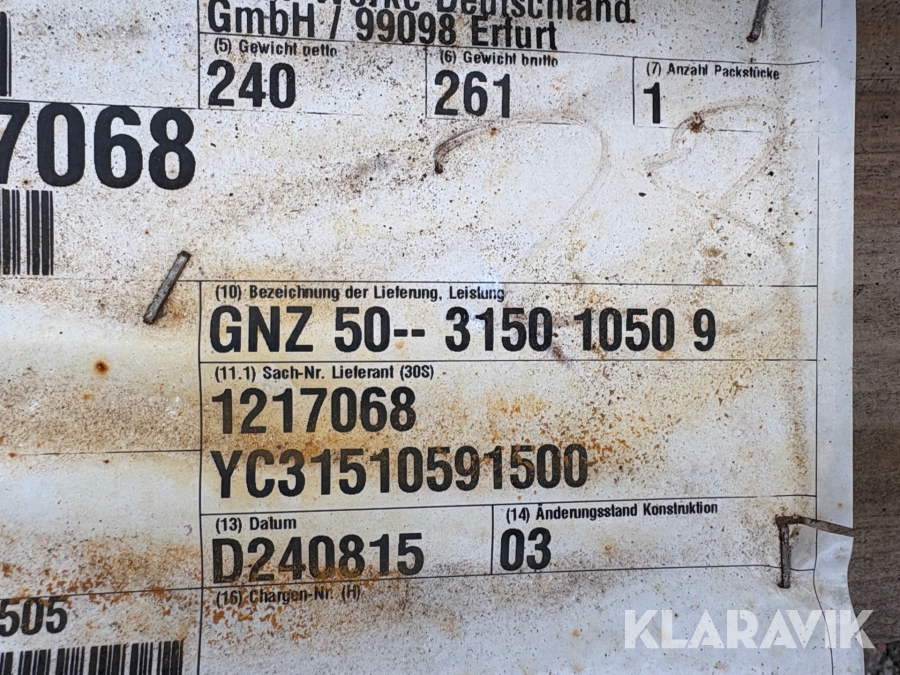 Deutschland
GmbH / 99098 Erfurt
(5) Gewicht netto
(6) Gewicht brutto
(7) Anzahl Packstücke
240
261
1
7068
(10) Bezeichnung der Lieferung, Leistung
GNZ 50-- 3150 1050 9
(11.1) Sach-Nr. Lieferant (30S)
1217068
YC31510591500
(13) Datum
(14) Änderungsstand Konstruktion
D240815
03
(16) Chargen-Nr. (H)
505
KLARAVIK